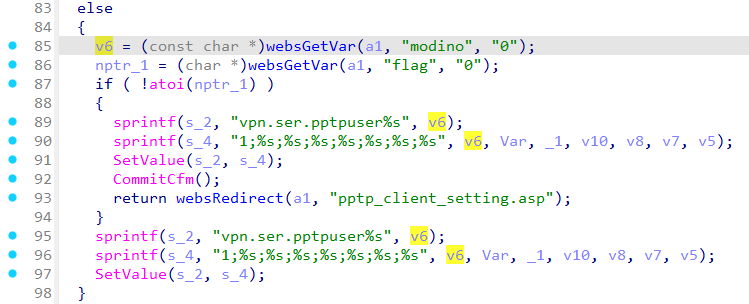 83 else
84 {
85 v6 = (const char *)websGetVar(a1, "modino", "0");
86 nptr_1 = (char *)websGetVar(a1, "flag", "0");
87 if ( !atoi(nptr_1) )
88 {
89 sprintf(s_2, "vpn.ser.pptpuser%s", v6);
90 sprintf(s_4, "1;%s;%s;%s;%s;%s;%s;%s", v6, Var, _1, v10, v8, v7, v5);
91 SetValue(s_2, s_4);
92 CommitCfm();
93 return websRedirect(a1, "pptp_client_setting.asp");
94 }
95 sprintf(s_2, "vpn.ser.pptpuser%s", v6);
96 sprintf(s_4, "1;%s;%s;%s;%s;%s;%s;%s", v6, Var, _1, v10, v8, v7, v5);
97 SetValue(s_2, s_4);
98 }